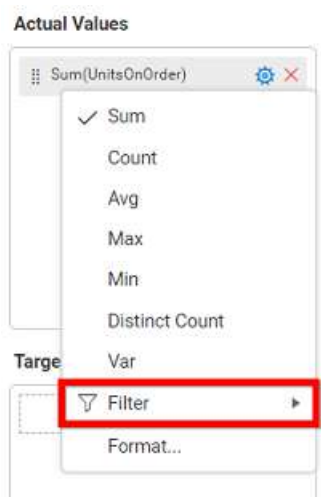 Actual Values
Sum(UnitsOnOrder)
Sum
Count
Avg
Max
Min
Distinct Count
Targe
Var
Filter
Format...